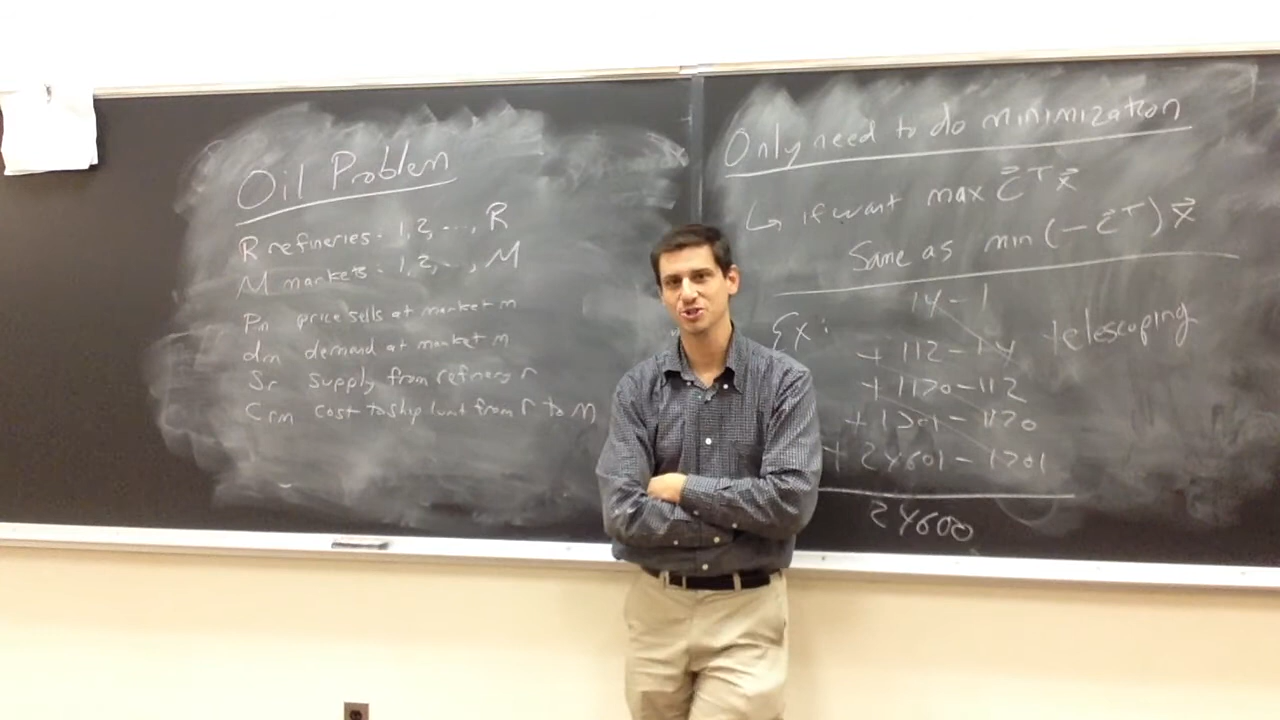 Oil Problem
R refineries: 1, 2, ..., R
M markets: 1, 2, ..., M
Pm price sells at market m
dm demand at market m
Sr supply from refinery r
Crm cost to ship 1 unit from r to m
Only need to do minimization
↳ if want max c⃗ᵀx⃗
Same as min (-c⃗ᵀ)x⃗
Ex: 14 - 1
+ 112 - 14 telescoping
+ 1170 - 112
+ 1701 - 1170
+ 24601 - 1701
24600